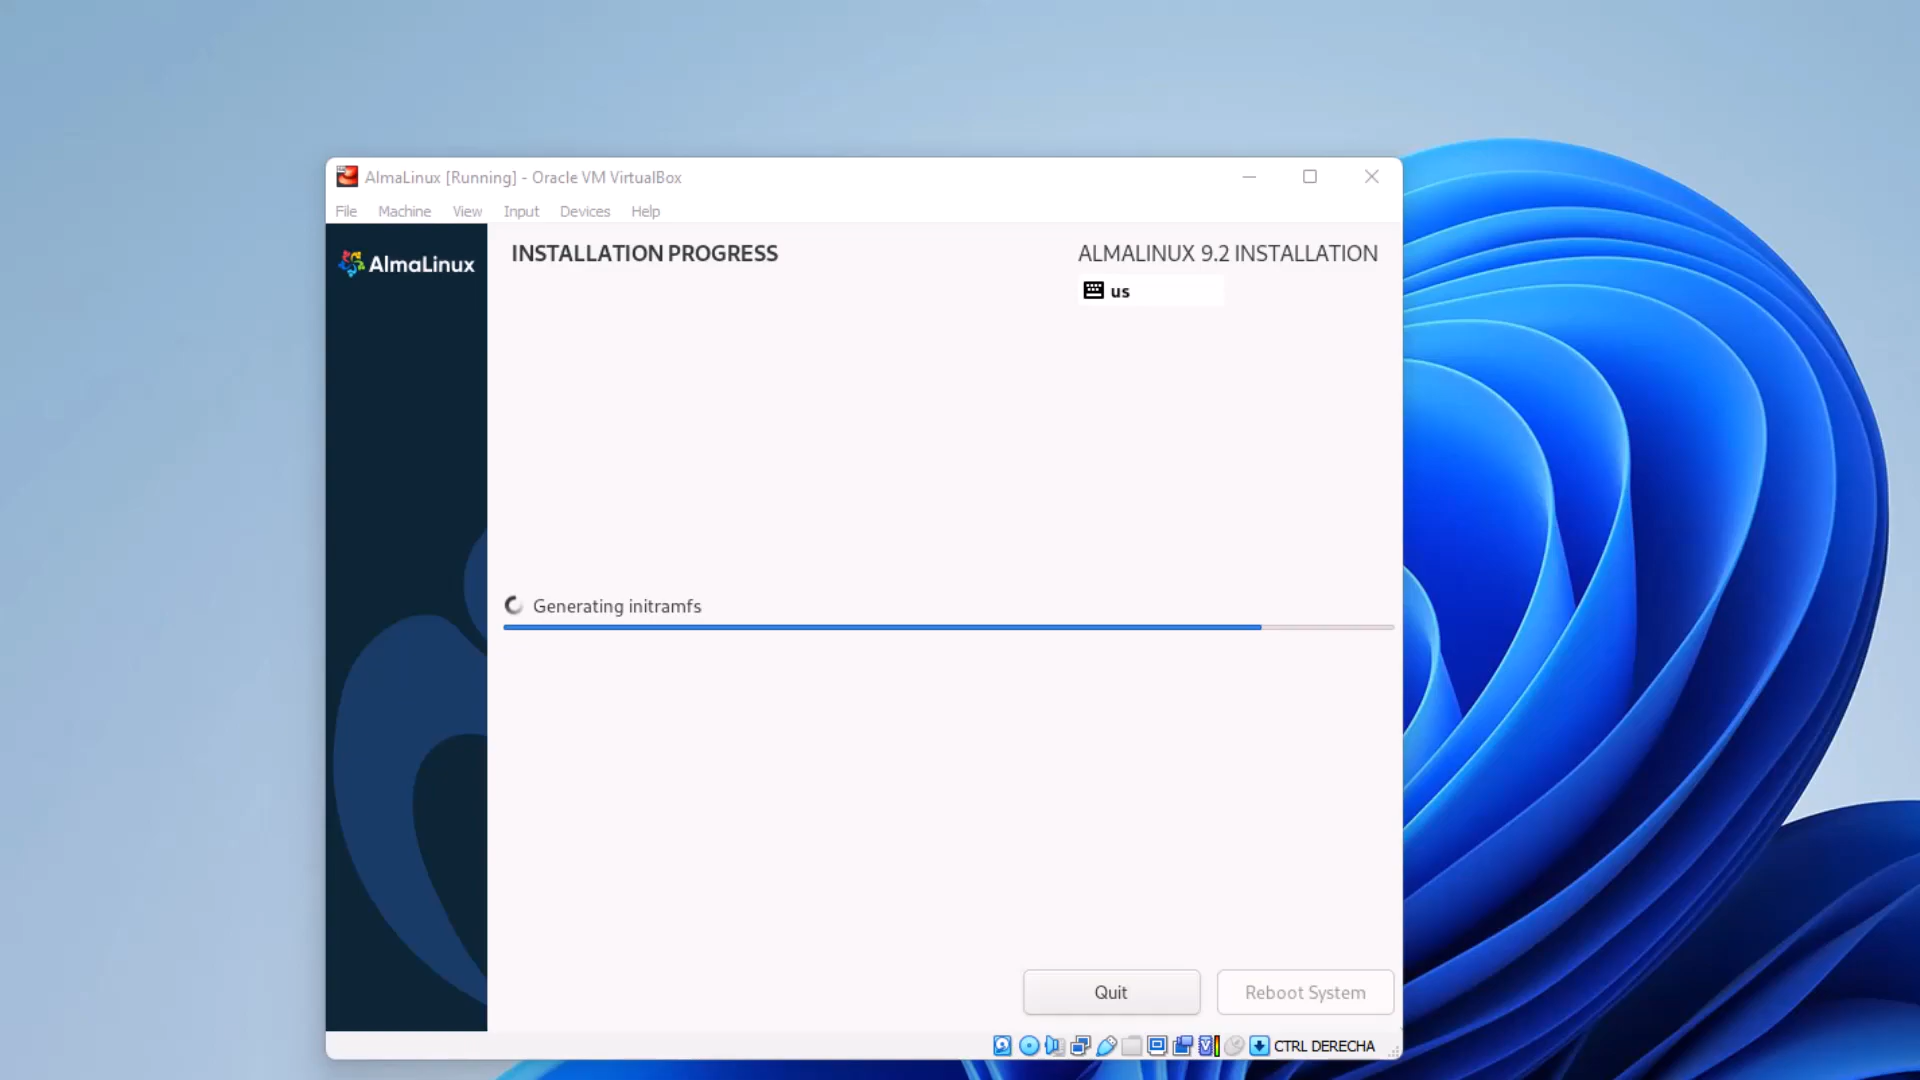 AlmaLinux [Running] - Oracle VM VirtualBox
File Machine View Input Devices Help
AlmaLinux
INSTALLATION PROGRESS
ALMALINUX 9.2 INSTALLATION
us
Generating initramfs
Quit
Reboot System
CTRL DERECHA